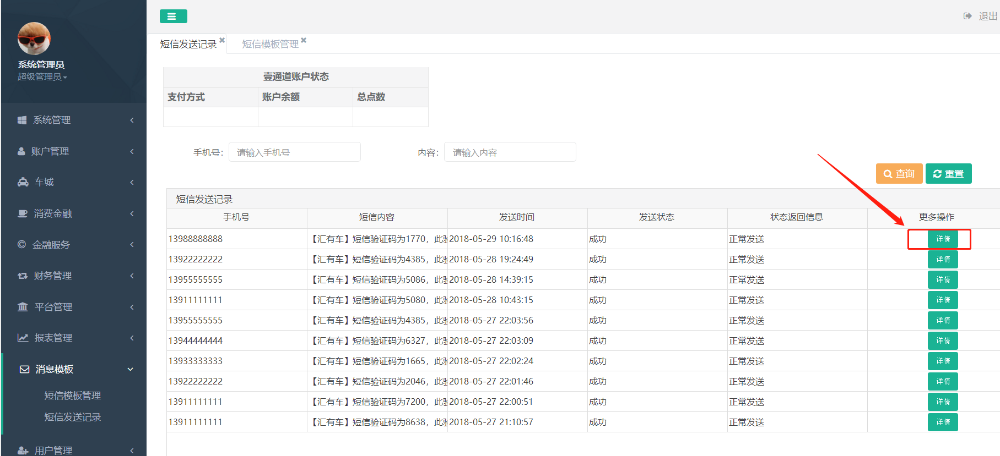 系统管理员
超级管理员
系统管理
账户管理
车城
消费金融
金融服务
财务管理
平台管理
报表管理
消息模板
短信模板管理
短信发送记录
用户管理
退出
短信发送记录 短信模板管理
壹通道账户状态
支付方式 账户余额 总点数
手机号： 请输入手机号 内容： 请输入内容
查询 重置
短信发送记录
手机号 短信内容 发送时间 发送状态 状态返回信息 更多操作
13988888888 【汇有车】短信验证码为1770，此 2018-05-29 10:16:48 成功 正常发送 详情
13922222222 【汇有车】短信验证码为4385，此 2018-05-28 19:24:49 成功 正常发送 详情
13955555555 【汇有车】短信验证码为5086，此 2018-05-28 14:39:15 成功 正常发送 详情
13911111111 【汇有车】短信验证码为5080，此 2018-05-28 10:43:15 成功 正常发送 详情
13955555555 【汇有车】短信验证码为4385，此 2018-05-27 22:03:56 成功 正常发送 详情
13944444444 【汇有车】短信验证码为6327，此 2018-05-27 22:03:09 成功 正常发送 详情
13933333333 【汇有车】短信验证码为1665，此 2018-05-27 22:02:24 成功 正常发送 详情
13922222222 【汇有车】短信验证码为2046，此 2018-05-27 22:01:46 成功 正常发送 详情
13911111111 【汇有车】短信验证码为7200，此 2018-05-27 22:00:51 成功 正常发送 详情
13911111111 【汇有车】短信验证码为8638，此 2018-05-27 21:10:57 成功 正常发送 详情